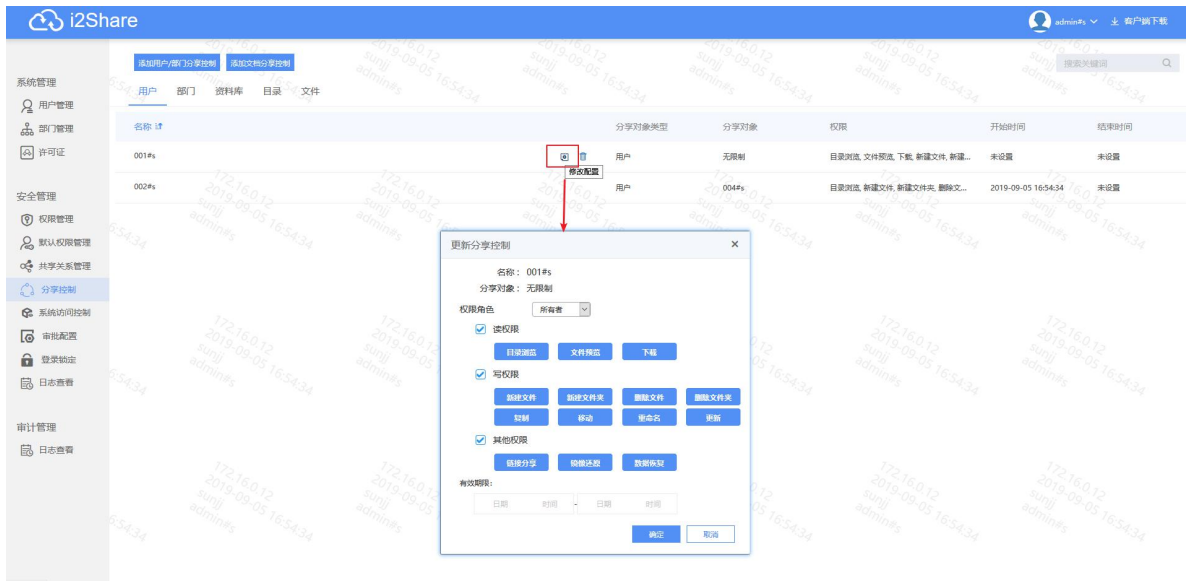 i2Share
admin#s
客户端下载
系统管理
用户管理
部门管理
许可证
安全管理
权限管理
默认权限管理
共享关系管理
分享控制
系统访问控制
审批配置
登录锁定
日志查看
审计管理
日志查看
添加用户/部门分享控制 添加文档分享控制
搜索关键词
用户 部门 资料库 目录 文件
名称 分享对象类型 分享对象 权限 开始时间 结束时间
001#s 用户 无限制 目录浏览, 文件预览, 下载, 新建文件, 新建... 未设置 未设置
修改配置
002#s 用户 004#s 目录浏览, 新建文件, 新建文件夹, 删除文... 2019-09-05 16:54:34 未设置
更新分享控制 ×
名称： 001#s
分享对象： 无限制
权限角色 所有者
读权限
目录浏览 文件预览 下载
写权限
新建文件 新建文件夹 删除文件 删除文件夹
复制 移动 重命名 更新
其他权限
链接分享 镜像还原 数据恢复
有效期限：
日期 时间 - 日期 时间
确定 取消
172.16.0.12
2019-09-05 16:54:34
sunjj
admin#s